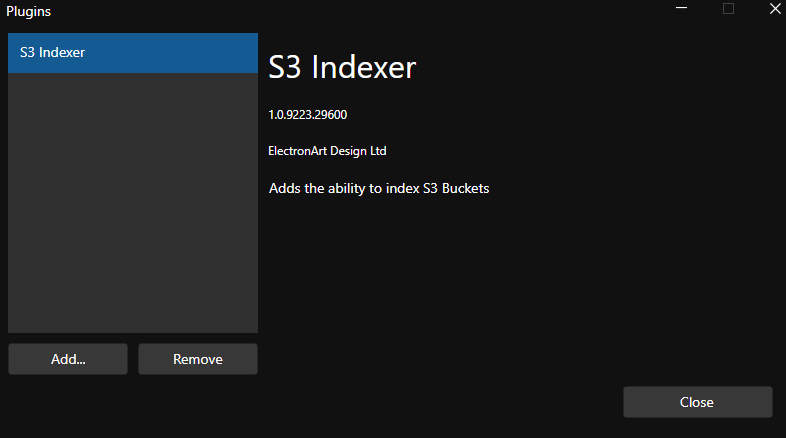 Plugins
S3 Indexer
S3 Indexer
1.0.9223.29600
ElectronArt Design Ltd
Adds the ability to index S3 Buckets
Add...
Remove
Close